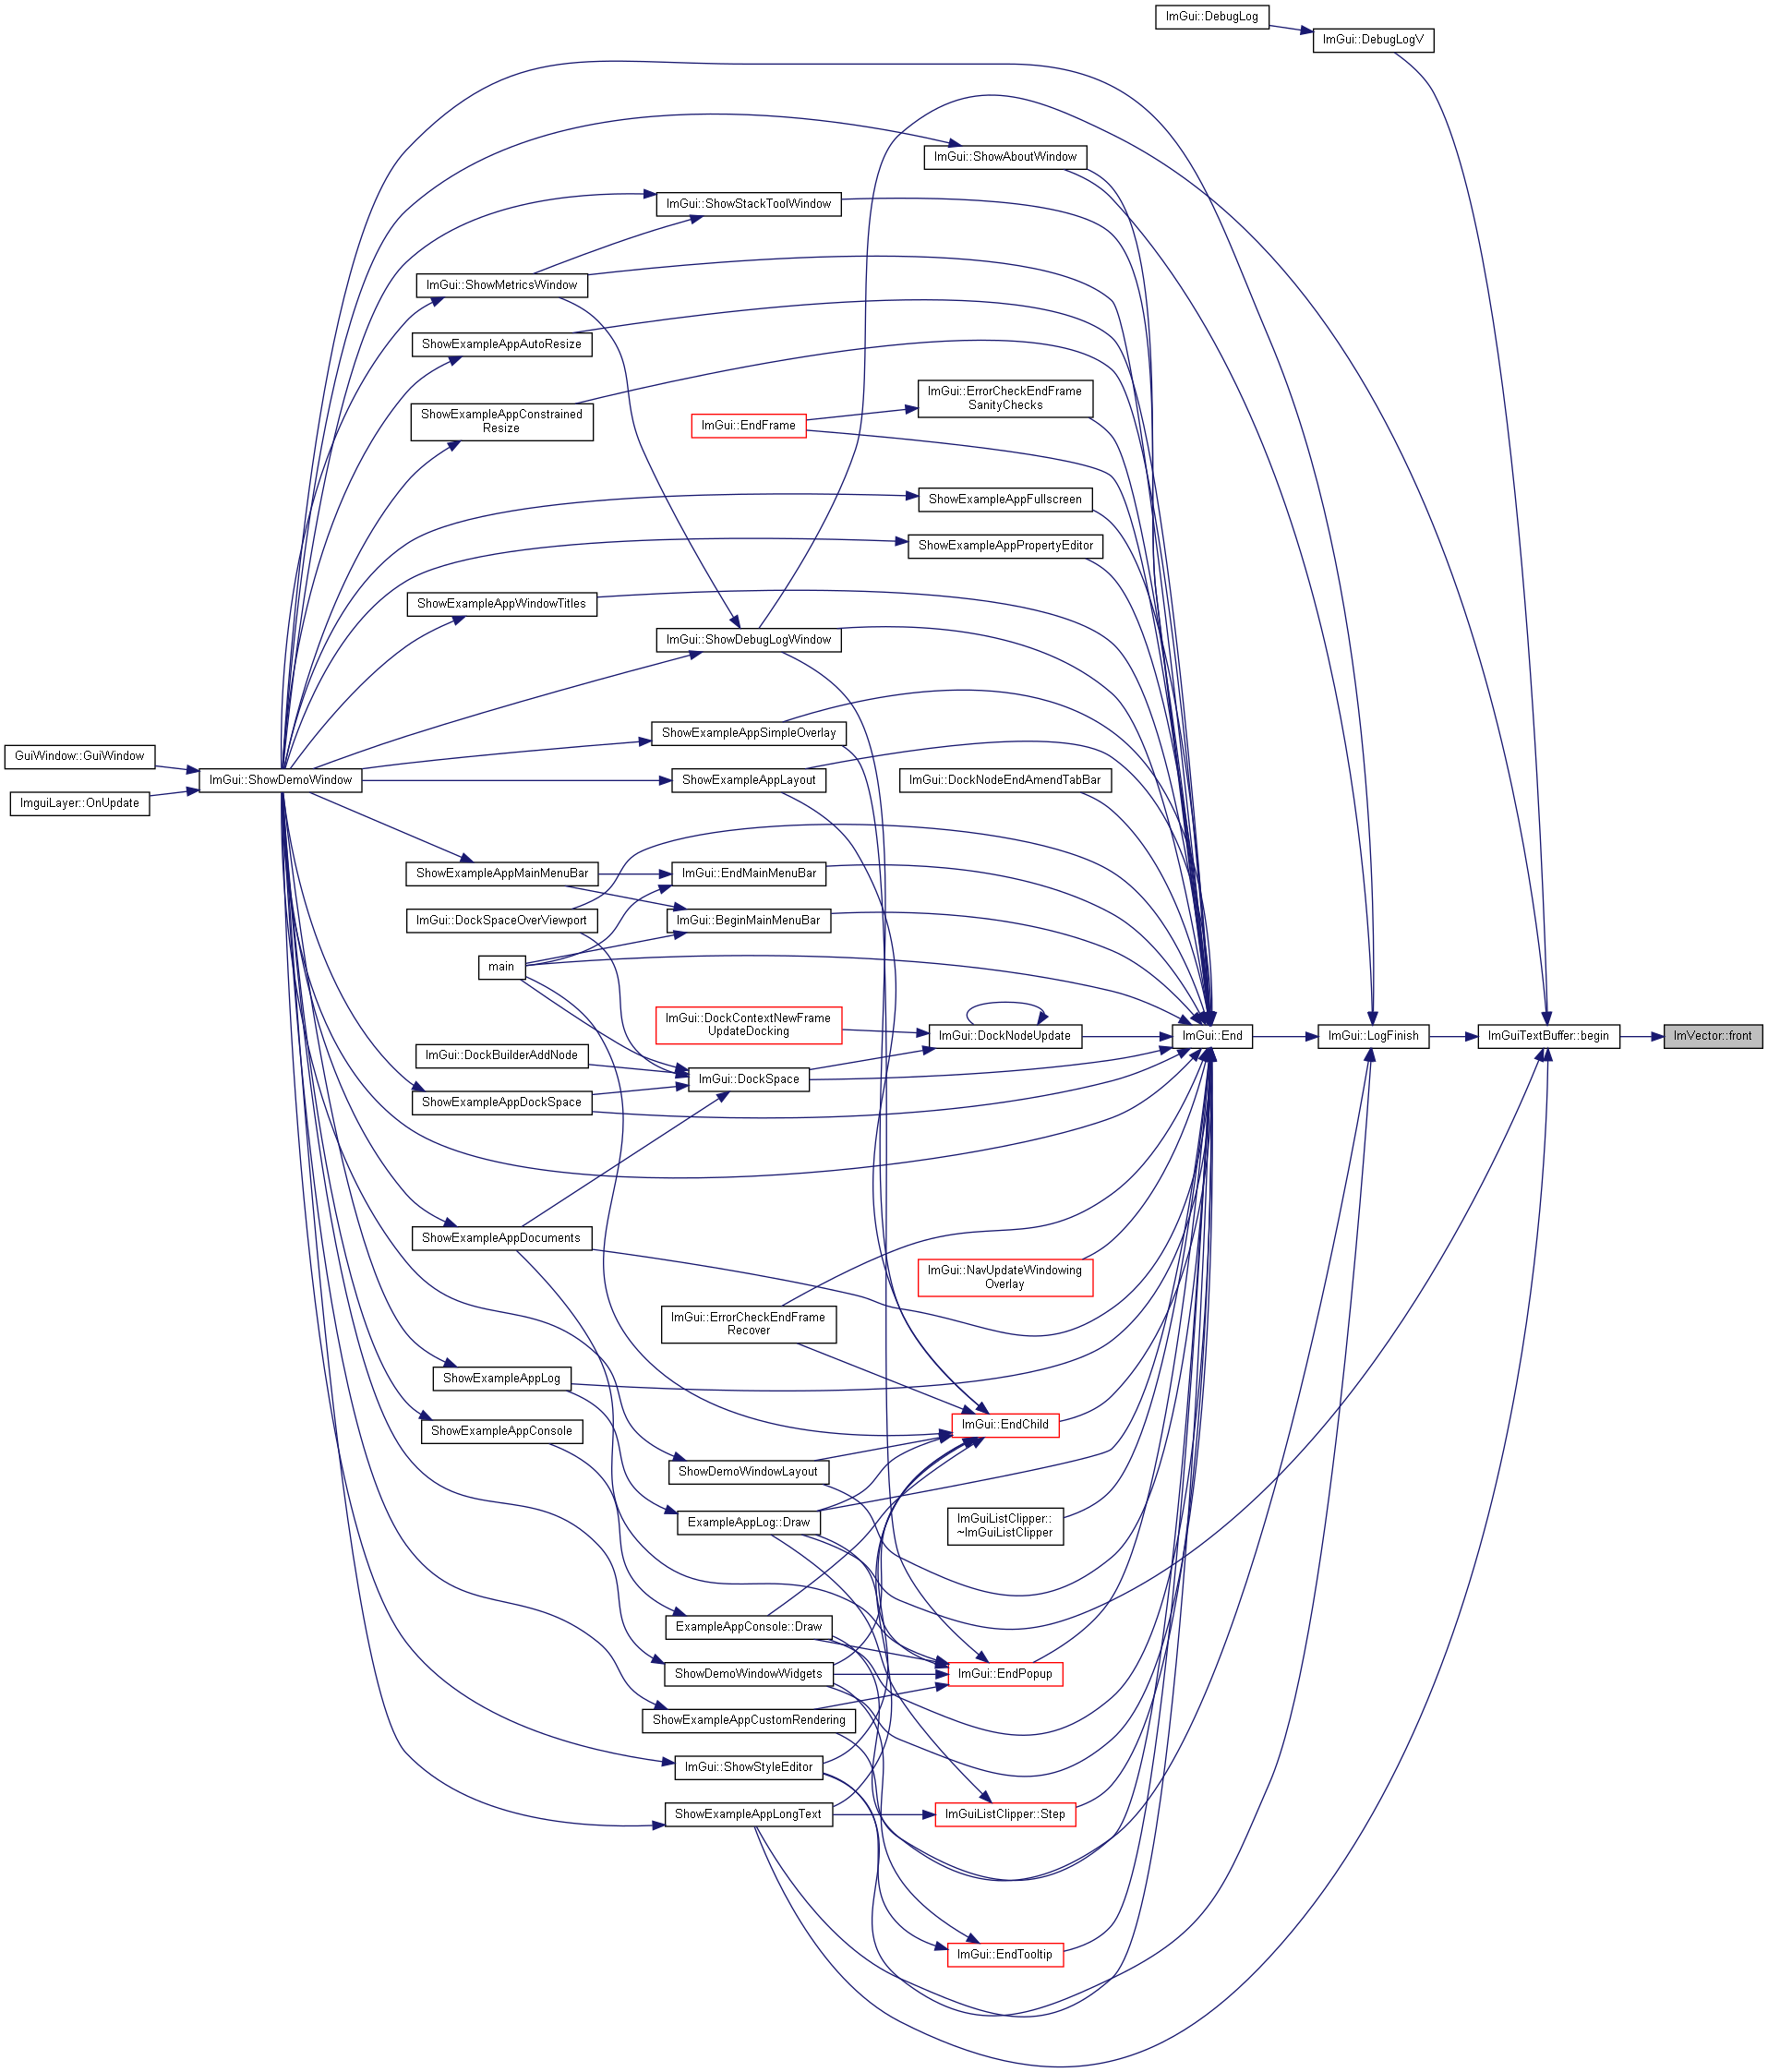 ImGui::DebugLog
ImGui::DebugLogV
ImGui::ShowAboutWindow
ImGui::ShowStackToolWindow
ImGui::ShowMetricsWindow
ShowExampleAppAutoResize
ImGui::ErrorCheckEndFrame
SanityChecks
ShowExampleAppConstrained
Resize
ImGui::EndFrame
ShowExampleAppFullscreen
ShowExampleAppPropertyEditor
ShowExampleAppWindowTitles
ImGui::ShowDebugLogWindow
ShowExampleAppSimpleOverlay
GuiWindow::GuiWindow
ImGui::ShowDemoWindow
ShowExampleAppLayout
ImGui::DockNodeEndAmendTabBar
ImguiLayer::OnUpdate
ShowExampleAppMainMenuBar
ImGui::EndMainMenuBar
ImGui::DockSpaceOverViewport
ImGui::BeginMainMenuBar
main
ImGui::DockContextNewFrame
UpdateDocking
ImGui::DockNodeUpdate
ImGui::End
ImGui::LogFinish
ImGuiTextBuffer::begin
ImVector::front
ImGui::DockBuilderAddNode
ImGui::DockSpace
ShowExampleAppDockSpace
ShowExampleAppDocuments
ImGui::NavUpdateWindowing
Overlay
ImGui::ErrorCheckEndFrame
Recover
ShowExampleAppLog
ImGui::EndChild
ShowExampleAppConsole
ShowDemoWindowLayout
ExampleAppLog::Draw
ImGuiListClipper::
~ImGuiListClipper
ExampleAppConsole::Draw
ShowDemoWindowWidgets
ImGui::EndPopup
ShowExampleAppCustomRendering
ImGui::ShowStyleEditor
ShowExampleAppLongText
ImGuiListClipper::Step
ImGui::EndTooltip